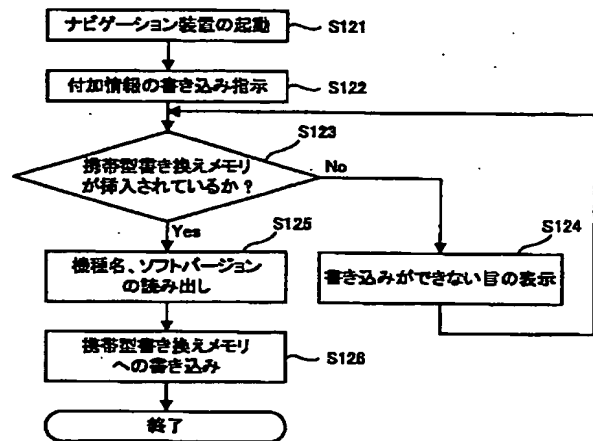 ナビゲーション装置の起動
S121
付加情報の書き込み指示
S122
S123
携帯型書き換えメモリ
が挿入されているか?
No
Yes
S125
機種名、ソフトバージョン
の読み出し
S124
書き込みができない旨の表示
携帯型書き換えメモリ
への書き込み
S126
終了